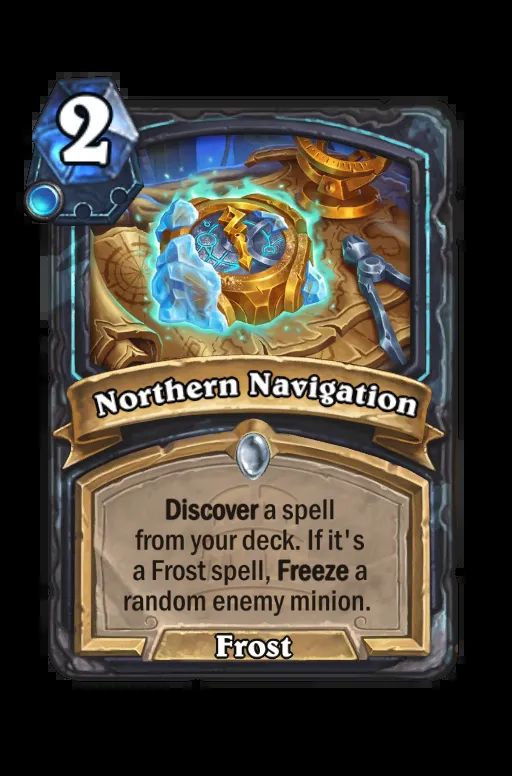 2
Northern Navigation
Discover a spell
from your deck. If it's
a Frost spell, Freeze a
random enemy minion.
Frost